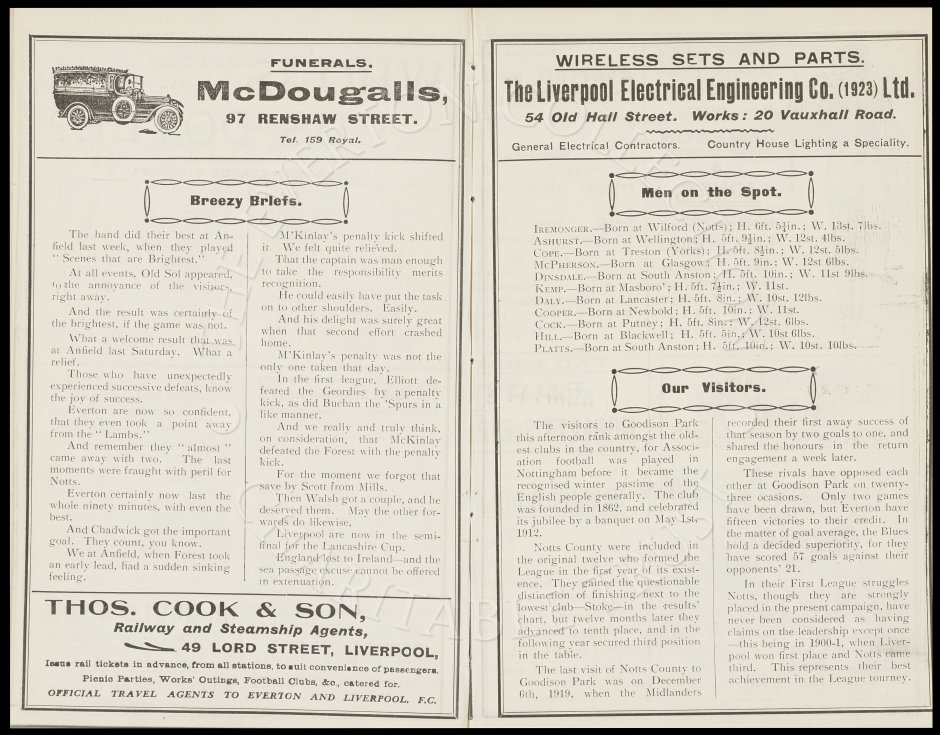 FUNERALS.
McDougalls,
97 RENSHAW STREET.
Tel. 159 Royal.
Breezy Briefs.
The band did their best at An-
field last week, when they played
" Scenes that are Brightest."
At all events, Old Sol appeared,
to the annoyance of the visitors,
right away.
And the result was certainly of
the brightest, if the game was not.
What a welcome result that was
at Anfield last Saturday. What a
relief.
Those who have unexpectedly
experienced successive defeats, know
the joy of success.
Everton are now so confident,
that they even took a point away
from the " Lambs."
And remember they " almost "
came away with two. The last
moments were fraught with peril for
Notts.
Everton certainly now last the
whole ninety minutes, with even the
best.
And Chadwick got the important
goal. They count, you know.
We at Anfield, when Forest took
an early lead, had a sudden sinking
feeling.
M'Kinlay's penalty kick shifted
it We felt quite relieved.
That the captain was man enough
to take the responsibility merits
recognition.
He could easily have put the task
on to other shoulders. Easily.
And his delight was surely great
when that second effort crashed
home.
M'Kinlay's penalty was not the
only one taken that day.
In the first league, Elliott de-
feated the Geordies by a penalty
kick, as did Buchan the 'Spurs in a
like manner.
And we really and truly think,
on consideration, that McKinlay
defeated the Forest with the penalty
kick.
For the moment we forgot that
save by Scott from Mills.
Then Walsh got a couple, and he
deserved them. May the other for-
wards do likewise.
Liverpool are now in the semi-
final for the Lancashire Cup.
England lost to Ireland—and the
sea passage excuse cannot be offered
in extenuation.
THOS. COOK & SON,
Railway and Steamship Agents,
49 LORD STREET, LIVERPOOL,
Issue rail tickets in advance, from all stations, to suit convenience of passengers.
Picnic Parties, Works' Outings, Football Clubs, &c., catered for.
OFFICIAL TRAVEL AGENTS TO EVERTON AND LIVERPOOL. F.C.
WIRELESS SETS AND PARTS.
The Liverpool Electrical Engineering Co. (1923) Ltd.
54 Old Hall Street. Works: 20 Vauxhall Road.
General Electrical Contractors. Country House Lighting a Speciality.
Men on the Spot.
IREMONGER.—Born at Wilford (Notts); H. 6ft. 5½in.; W. 13st. 7lbs.
ASHURST.—Born at Wellington; H. 5ft. 9½in.; W. 12st. 4lbs.
COPE.—Born at Treston (Yorks); H. 5ft. 8½in.; W. 12st. 5lbs.
McPHERSON.—Born at Glasgow; H. 5ft. 9in.; W. 12st 6lbs.
DINSDALE.—Born at South Anston; H. 5ft. 10in.; W. 11st 9lbs.
KEMP.—Born at Masboro'; H. 5ft. 7½in.; W. 11st.
DALY.—Born at Lancaster; H. 5ft. 8in.; W. 10st. 12lbs.
COOPER.—Born at Newbold; H. 5ft. 10in.; W. 11st.
COCK.—Born at Putney; H. 5ft. 8in.; W. 12st. 6lbs.
HILL.—Born at Blackwell; H. 5ft. 5in.; W. 10st 6lbs.
PLATTS.—Born at South Anston; H. 5ft. 10in.; W. 10st. 10lbs.
Our Visitors.
The visitors to Goodison Park
this afternoon rank amongst the old-
est clubs in the country, for Associ-
ation football was played in
Nottingham before it became the
recognised winter pastime of the
English people generally. The club
was founded in 1862, and celebrated
its jubilee by a banquet on May 1st,
1912.
Notts County were included in
the original twelve who formed the
League in the first year of its exist-
ence. They gained the questionable
distinction of finishing next to the
lowest club—Stoke—in the results'
chart, but twelve months later they
advanced to tenth place, and in the
following year secured third position
in the table.
The last visit of Notts County to
Goodison Park was on December
6th, 1919, when the Midlanders
recorded their first away success of
that season by two goals to one, and
shared the honours in the return
engagement a week later.
These rivals have opposed each
other at Goodison Park on twenty-
three ocasions. Only two games
have been drawn, but Everton have
fifteen victories to their credit. In
the matter of goal average, the Blues
hold a decided superiority, for they
have scored 57 goals against their
opponents' 21.
In their First League struggles
Notts, though they are strongly
placed in the present campaign, have
never been considered as having
claims on the leadership except once
—this being in 1900-1, when Liver-
pool won first place and Notts came
third. This represents their best
achievement in the League tourney.